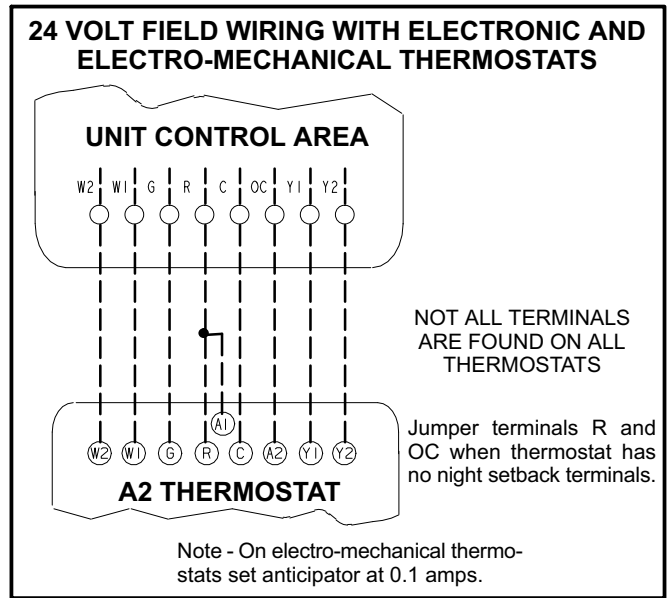 24 VOLT FIELD WIRING WITH ELECTRONIC AND
ELECTRO-MECHANICAL THERMOSTATS
UNIT CONTROL AREA
W2 W1 G R C OC Y1 Y2
NOT ALL TERMINALS
ARE FOUND ON ALL
THERMOSTATS
A1
W2 W1 G R C A2 Y1 Y2
Jumper terminals R and
OC when thermostat has
no night setback terminals.
A2 THERMOSTAT
Note - On electro-mechanical thermo-
stats set anticipator at 0.1 amps.